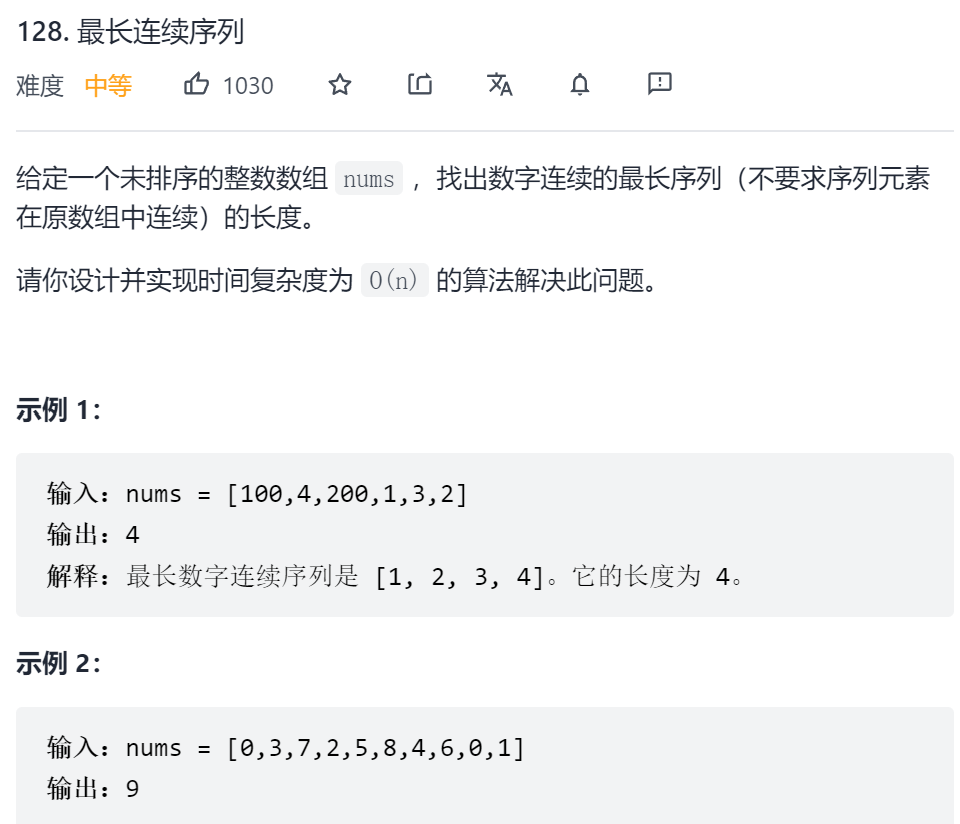 128. 最长连续序列
难度 中等 1030
给定一个未排序的整数数组 nums ，找出数字连续的最长序列（不要求序列元素
在原数组中连续）的长度。
请你设计并实现时间复杂度为 O(n) 的算法解决此问题。
示例 1：
输入：nums = [100,4,200,1,3,2]
输出：4
解释：最长数字连续序列是 [1, 2, 3, 4]。它的长度为 4。
示例 2：
输入：nums = [0,3,7,2,5,8,4,6,0,1]
输出：9